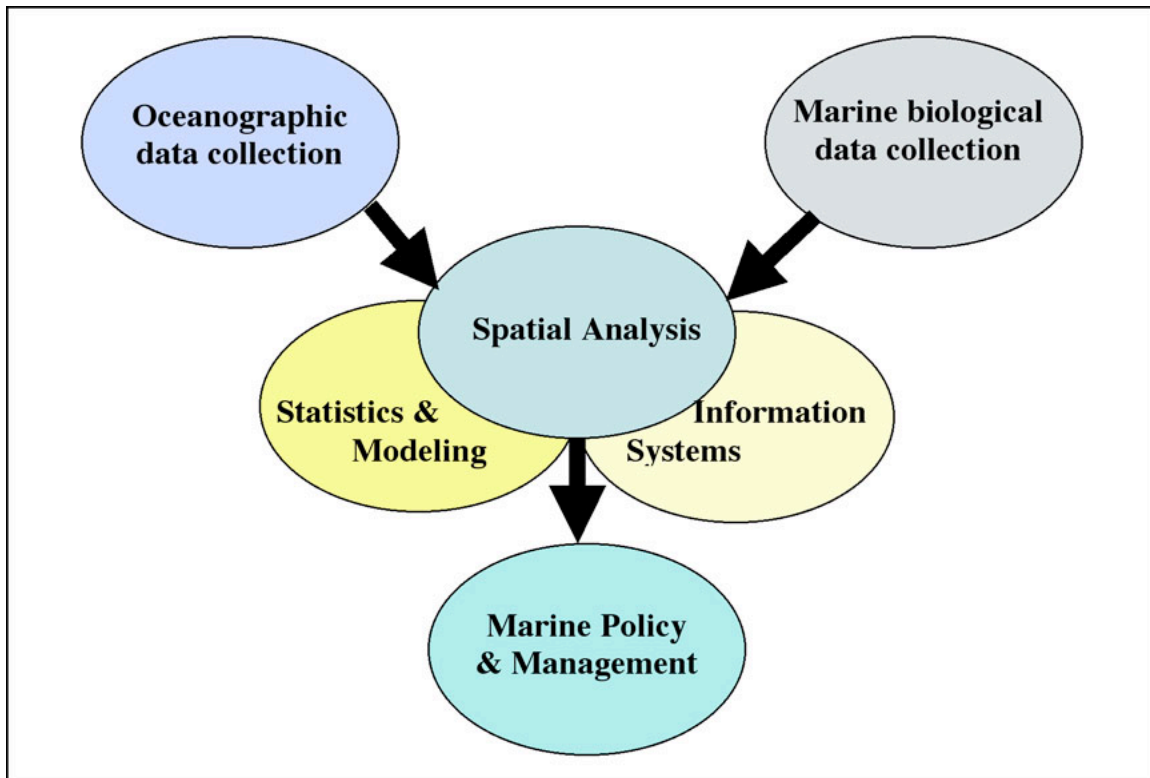 Oceanographic
data collection
Marine biological
data collection
Spatial Analysis
Statistics &
Modeling
Information
Systems
Marine Policy
& Management